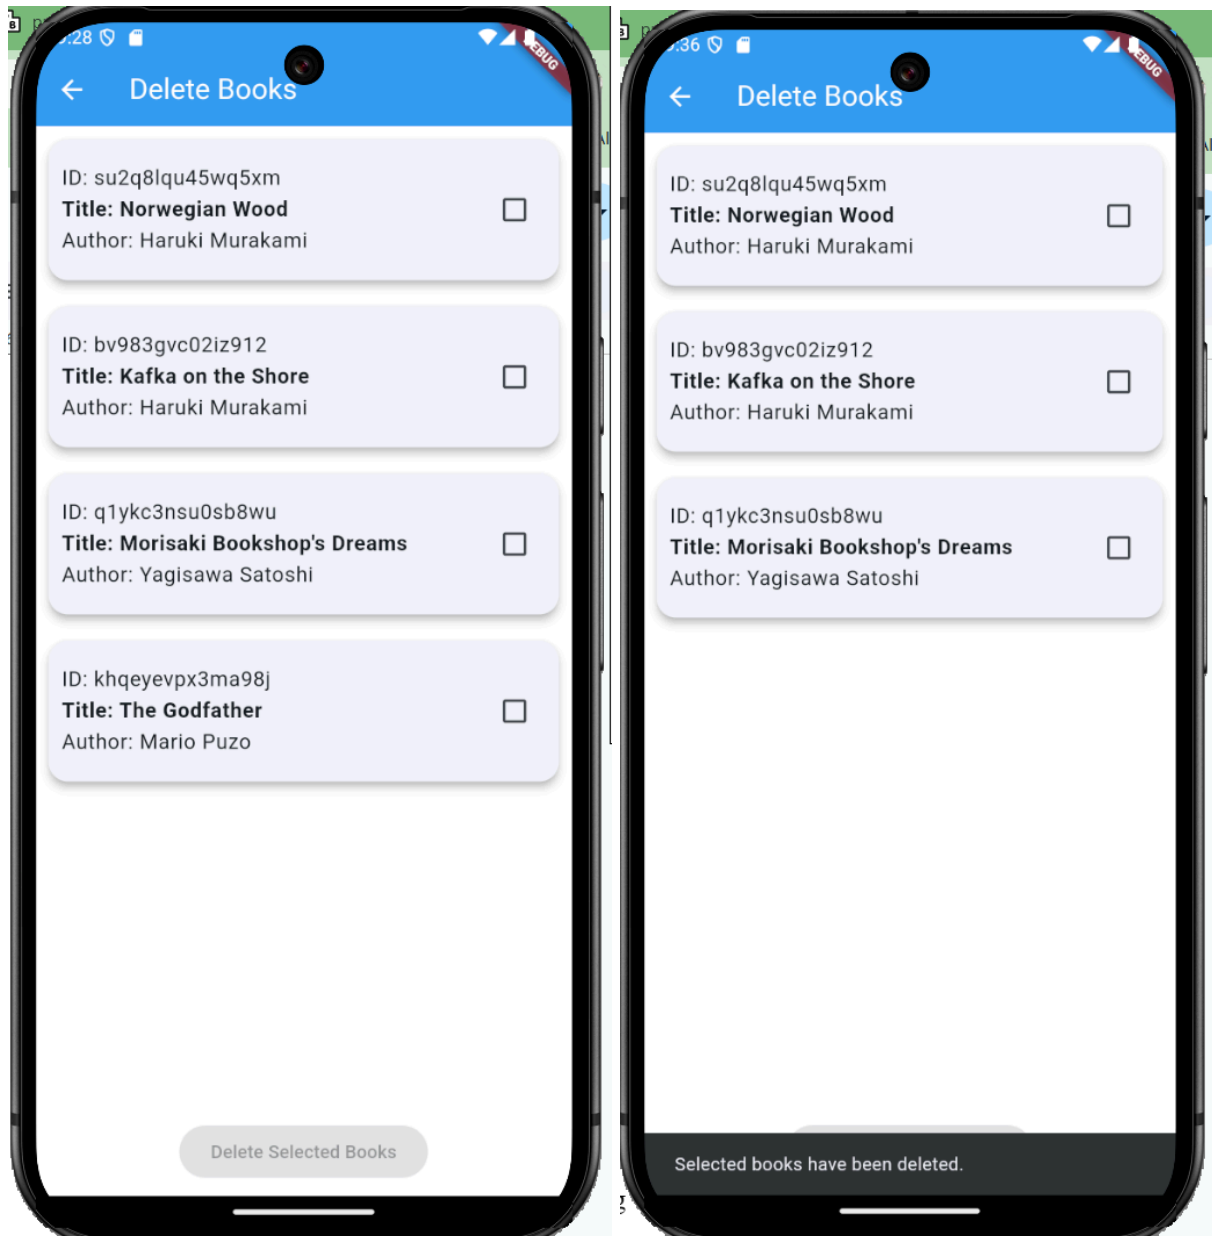 :28
Delete Books
ID: su2q8lqu45wq5xm
Title: Norwegian Wood
Author: Haruki Murakami
ID: bv983gvc02iz912
Title: Kafka on the Shore
Author: Haruki Murakami
ID: q1ykc3nsu0sb8wu
Title: Morisaki Bookshop's Dreams
Author: Yagisawa Satoshi
ID: khqeyevpx3ma98j
Title: The Godfather
Author: Mario Puzo
Delete Selected Books
:36
Delete Books
ID: su2q8lqu45wq5xm
Title: Norwegian Wood
Author: Haruki Murakami
ID: bv983gvc02iz912
Title: Kafka on the Shore
Author: Haruki Murakami
ID: q1ykc3nsu0sb8wu
Title: Morisaki Bookshop's Dreams
Author: Yagisawa Satoshi
Selected books have been deleted.